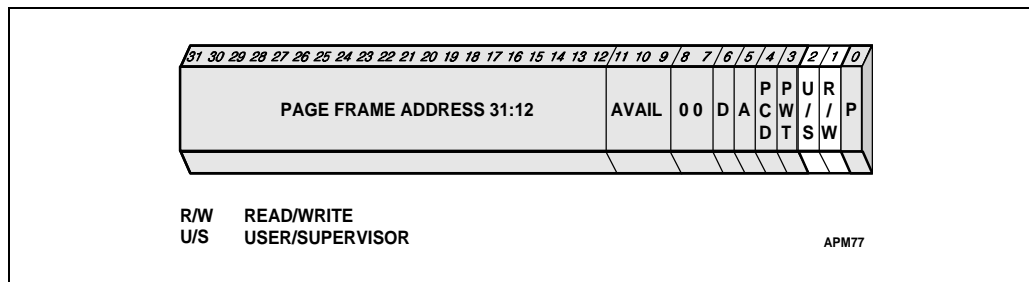 31 30 29 28 27 26 25 24 23 22 21 20 19 18 17 16 15 14 13 12 11 10 9 8 7 6 5 4 3 2 1 0
PAGE FRAME ADDRESS 31:12 AVAIL 0 0 D A PCD PWT U/S R/W P
R/W READ/WRITE
U/S USER/SUPERVISOR
APM77